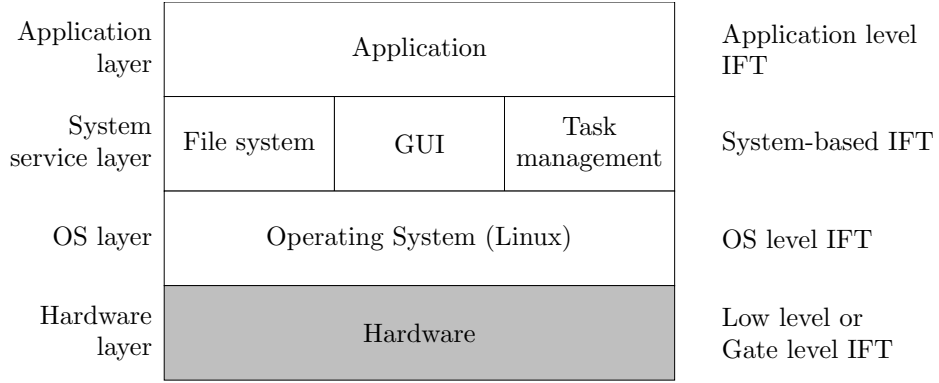 Application
layer
Application
Application level
IFT
System
service layer
File system
GUI
Task
management
System-based IFT
OS layer
Operating System (Linux)
OS level IFT
Hardware
layer
Hardware
Low level or
Gate level IFT